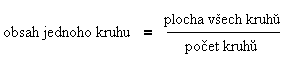 obsah jednoho kruhu = plocha všech kruhů
počet kruhů